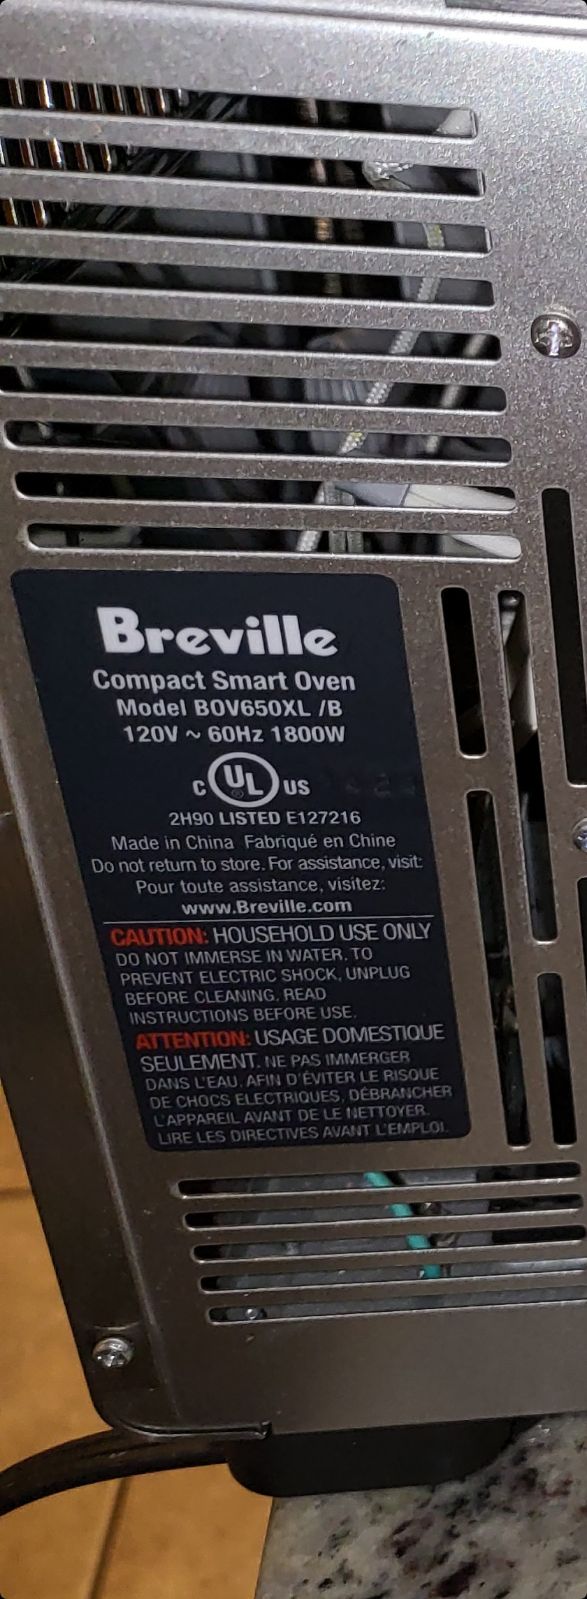 Breville
Compact Smart Oven
Model BOV650XL /B
120V ~ 60Hz 1800W
C UL US
2H90 LISTED E127216
Made in China Fabriqué en Chine
Do not return to store. For assistance, visit:
Pour toute assistance, visitez:
www.Breville.com
CAUTION: HOUSEHOLD USE ONLY
DO NOT IMMERSE IN WATER. TO
PREVENT ELECTRIC SHOCK, UNPLUG
BEFORE CLEANING. READ
INSTRUCTIONS BEFORE USE.
ATTENTION: USAGE DOMESTIQUE
SEULEMENT. NE PAS IMMERGER
DANS L'EAU. AFIN D'ÉVITER LE RISQUE
DE CHOCS ELECTRIQUES, DÉBRANCHER
L'APPAREIL AVANT DE LE NETTOYER.
LIRE LES DIRECTIVES AVANT L'EMPLOI.